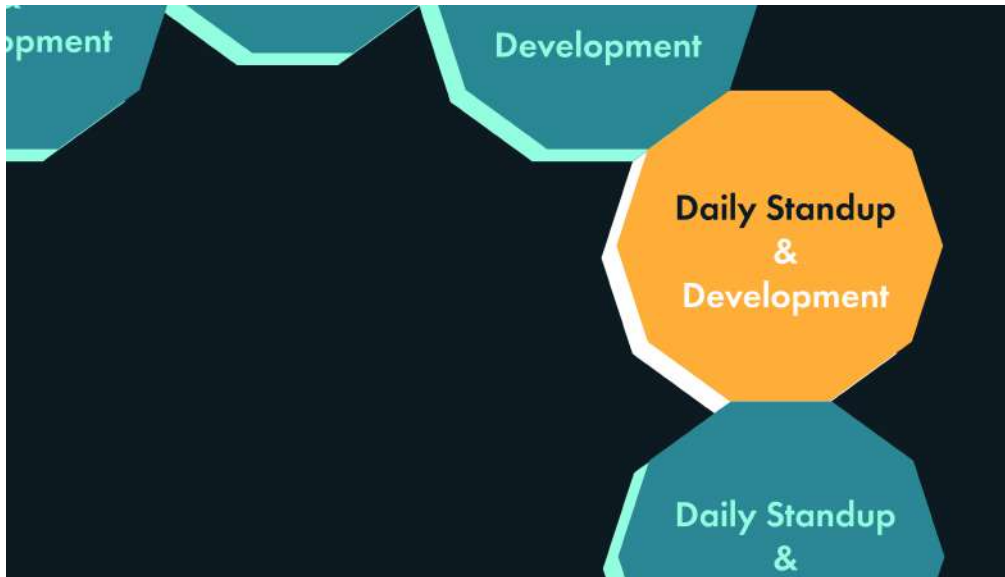 &
opment
Development
Daily Standup
&
Development
Daily Standup
&